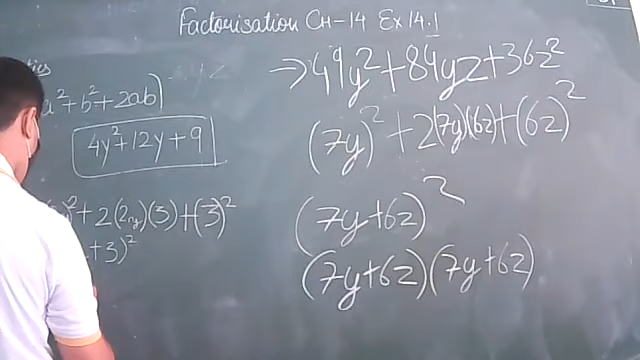 Factorisation CH-14 Ex 14.1
a²+b²+2ab)
4y²+12y+9
)²+2(2y)(3)+(3)²
+3)²
→49y²+84yz+36z²
(7y)²+2(7y)(6z)+(6z)²
(7y+6z)²
(7y+6z)(7y+6z)